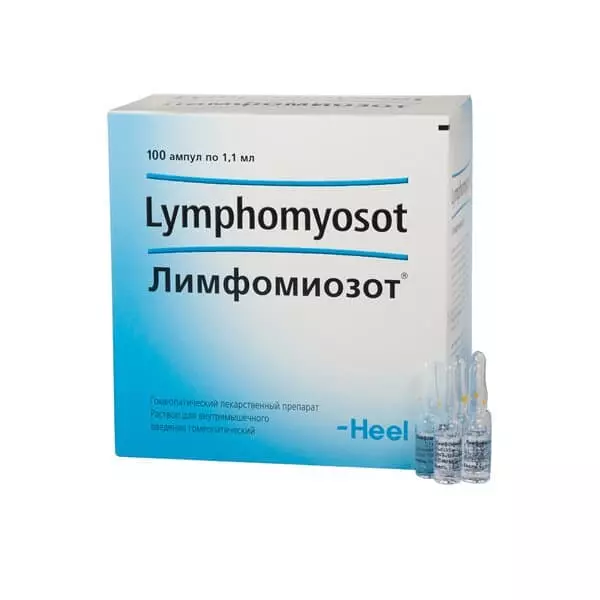 100 ампул по 1,1 мл
Lymphomyosot
Лимфомиозот®
Гомеопатический лекарственный препарат
Раствор для внутримышечного
введения гомеопатический
-Heel